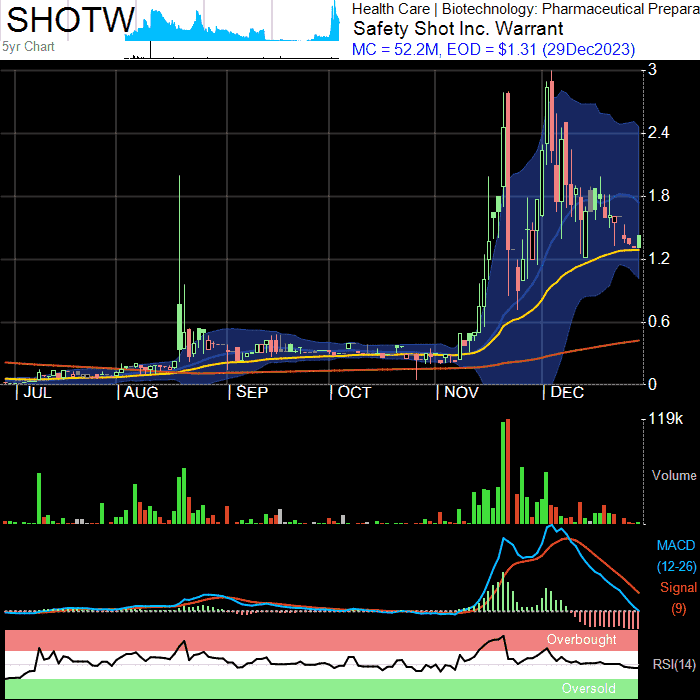 SHOTW
5yr Chart
Health Care | Biotechnology: Pharmaceutical Prepara
Safety Shot Inc. Warrant
MC = 52.2M, EOD = $1.31 (29Dec2023)
3
2.4
1.8
1.2
0.6
0
JUL AUG SEP OCT NOV DEC
119k
Volume
MACD
(12-26)
Signal
(9)
Overbought
RSI(14)
Oversold